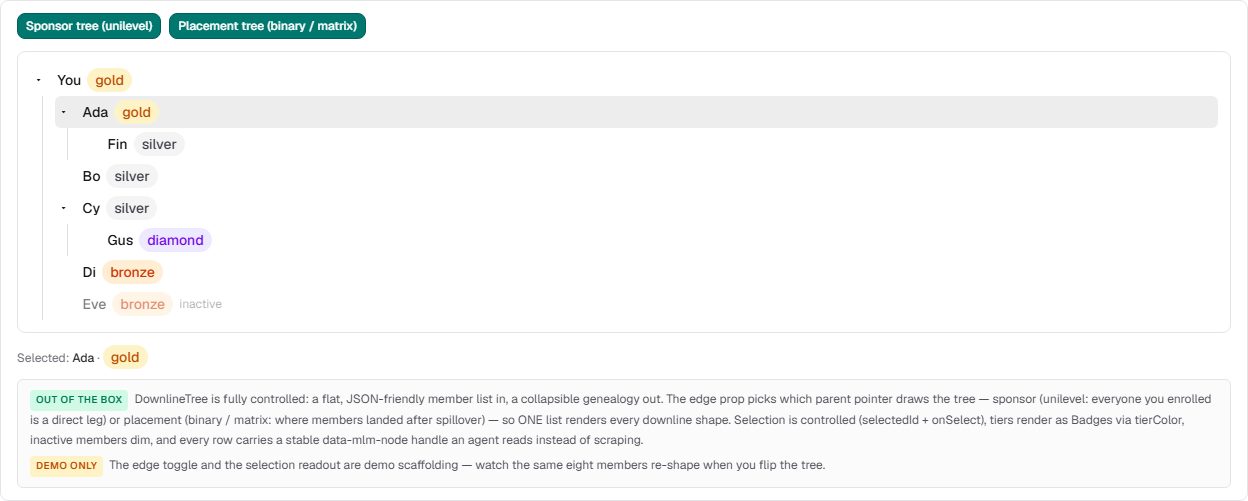 Sponsor tree (unilevel) Placement tree (binary / matrix)
You gold
Ada gold
Fin silver
Bo silver
Cy silver
Gus diamond
Di bronze
Eve bronze inactive
Selected: Ada · gold
OUT OF THE BOX DownlineTree is fully controlled: a flat, JSON-friendly member list in, a collapsible genealogy out. The edge prop picks which parent pointer draws the tree — sponsor (unilevel: everyone you enrolled
is a direct leg) or placement (binary / matrix: where members landed after spillover) — so ONE list renders every downline shape. Selection is controlled (selectedId + onSelect), tiers render as Badges via tierColor,
inactive members dim, and every row carries a stable data-mlm-node handle an agent reads instead of scraping.
DEMO ONLY The edge toggle and the selection readout are demo scaffolding — watch the same eight members re-shape when you flip the tree.